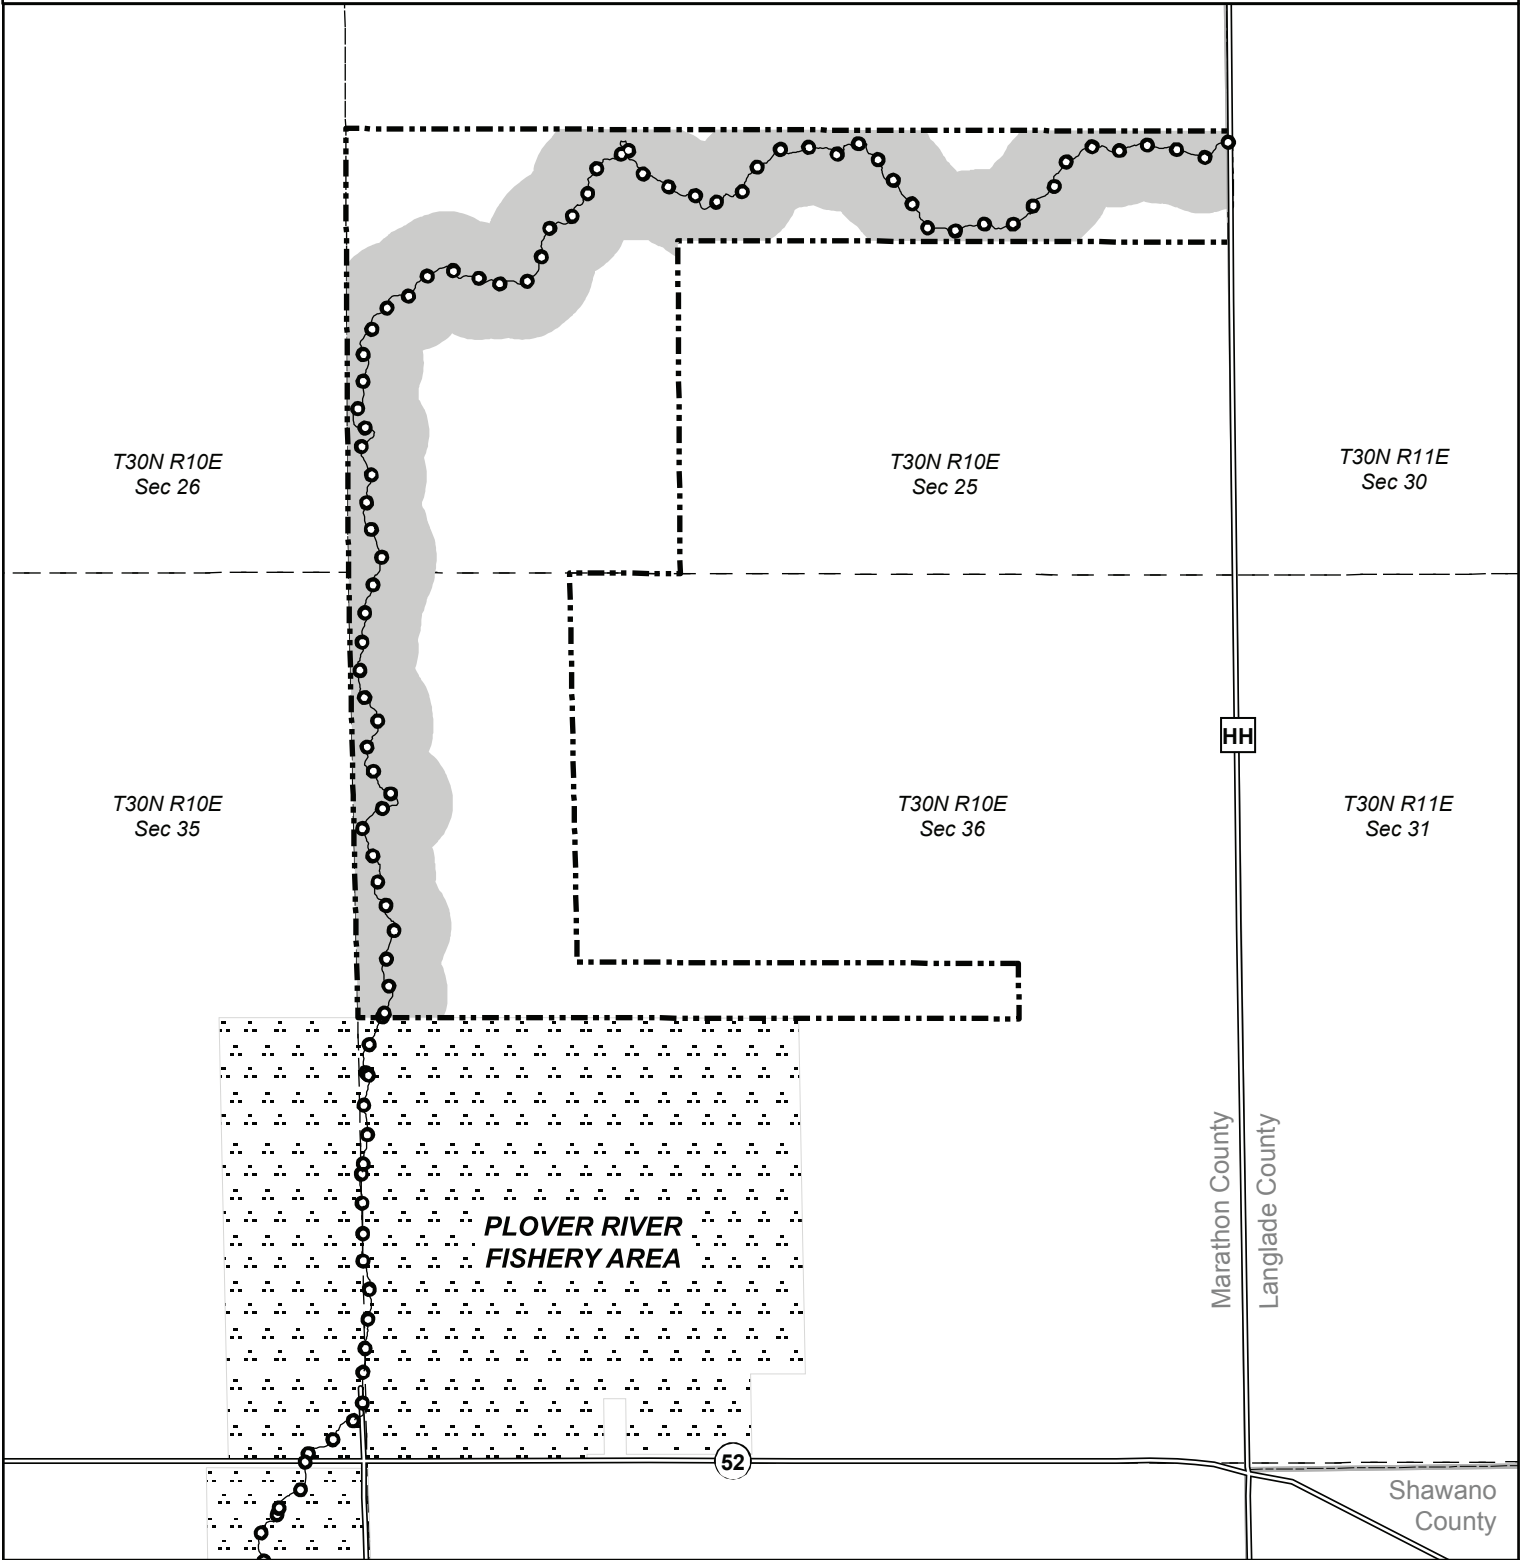 T30N R10E
Sec 26
T30N R10E
Sec 25
T30N R11E
Sec 30
HH
T30N R10E
Sec 35
T30N R10E
Sec 36
T30N R11E
Sec 31
Marathon County
Langlade County
PLOVER RIVER
FISHERY AREA
52
Shawano
County